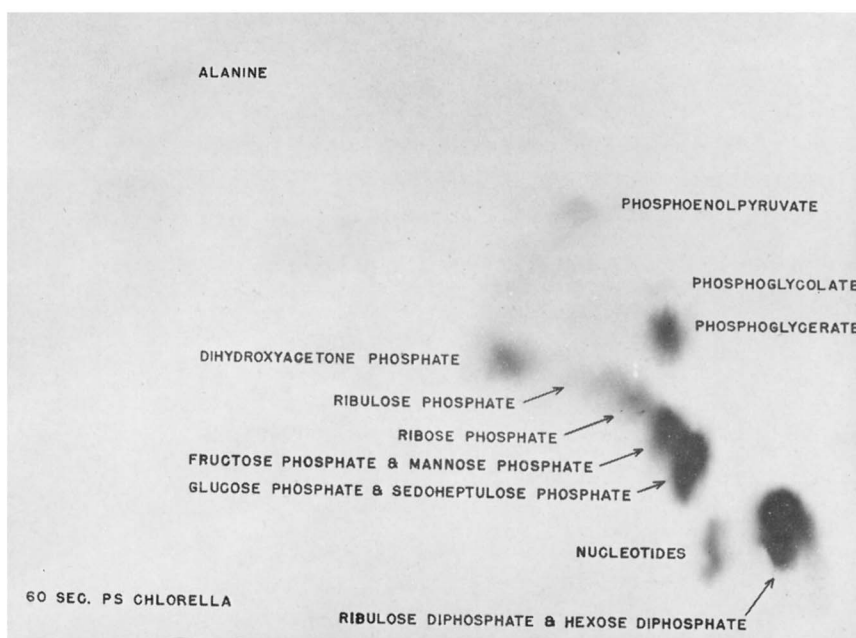 ALANINE
PHOSPHOENOLPYRUVATE
PHOSPHOGLYCOLATE
PHOSPHOGLYCERATE
DIHYDROXYACETONE PHOSPHATE
RIBULOSE PHOSPHATE
RIBOSE PHOSPHATE
FRUCTOSE PHOSPHATE & MANNOSE PHOSPHATE
GLUCOSE PHOSPHATE & SEDOHEPTULOSE PHOSPHATE
NUCLEOTIDES
60 SEC. PS CHLORELLA
RIBULOSE DIPHOSPHATE & HEXOSE DIPHOSPHATE